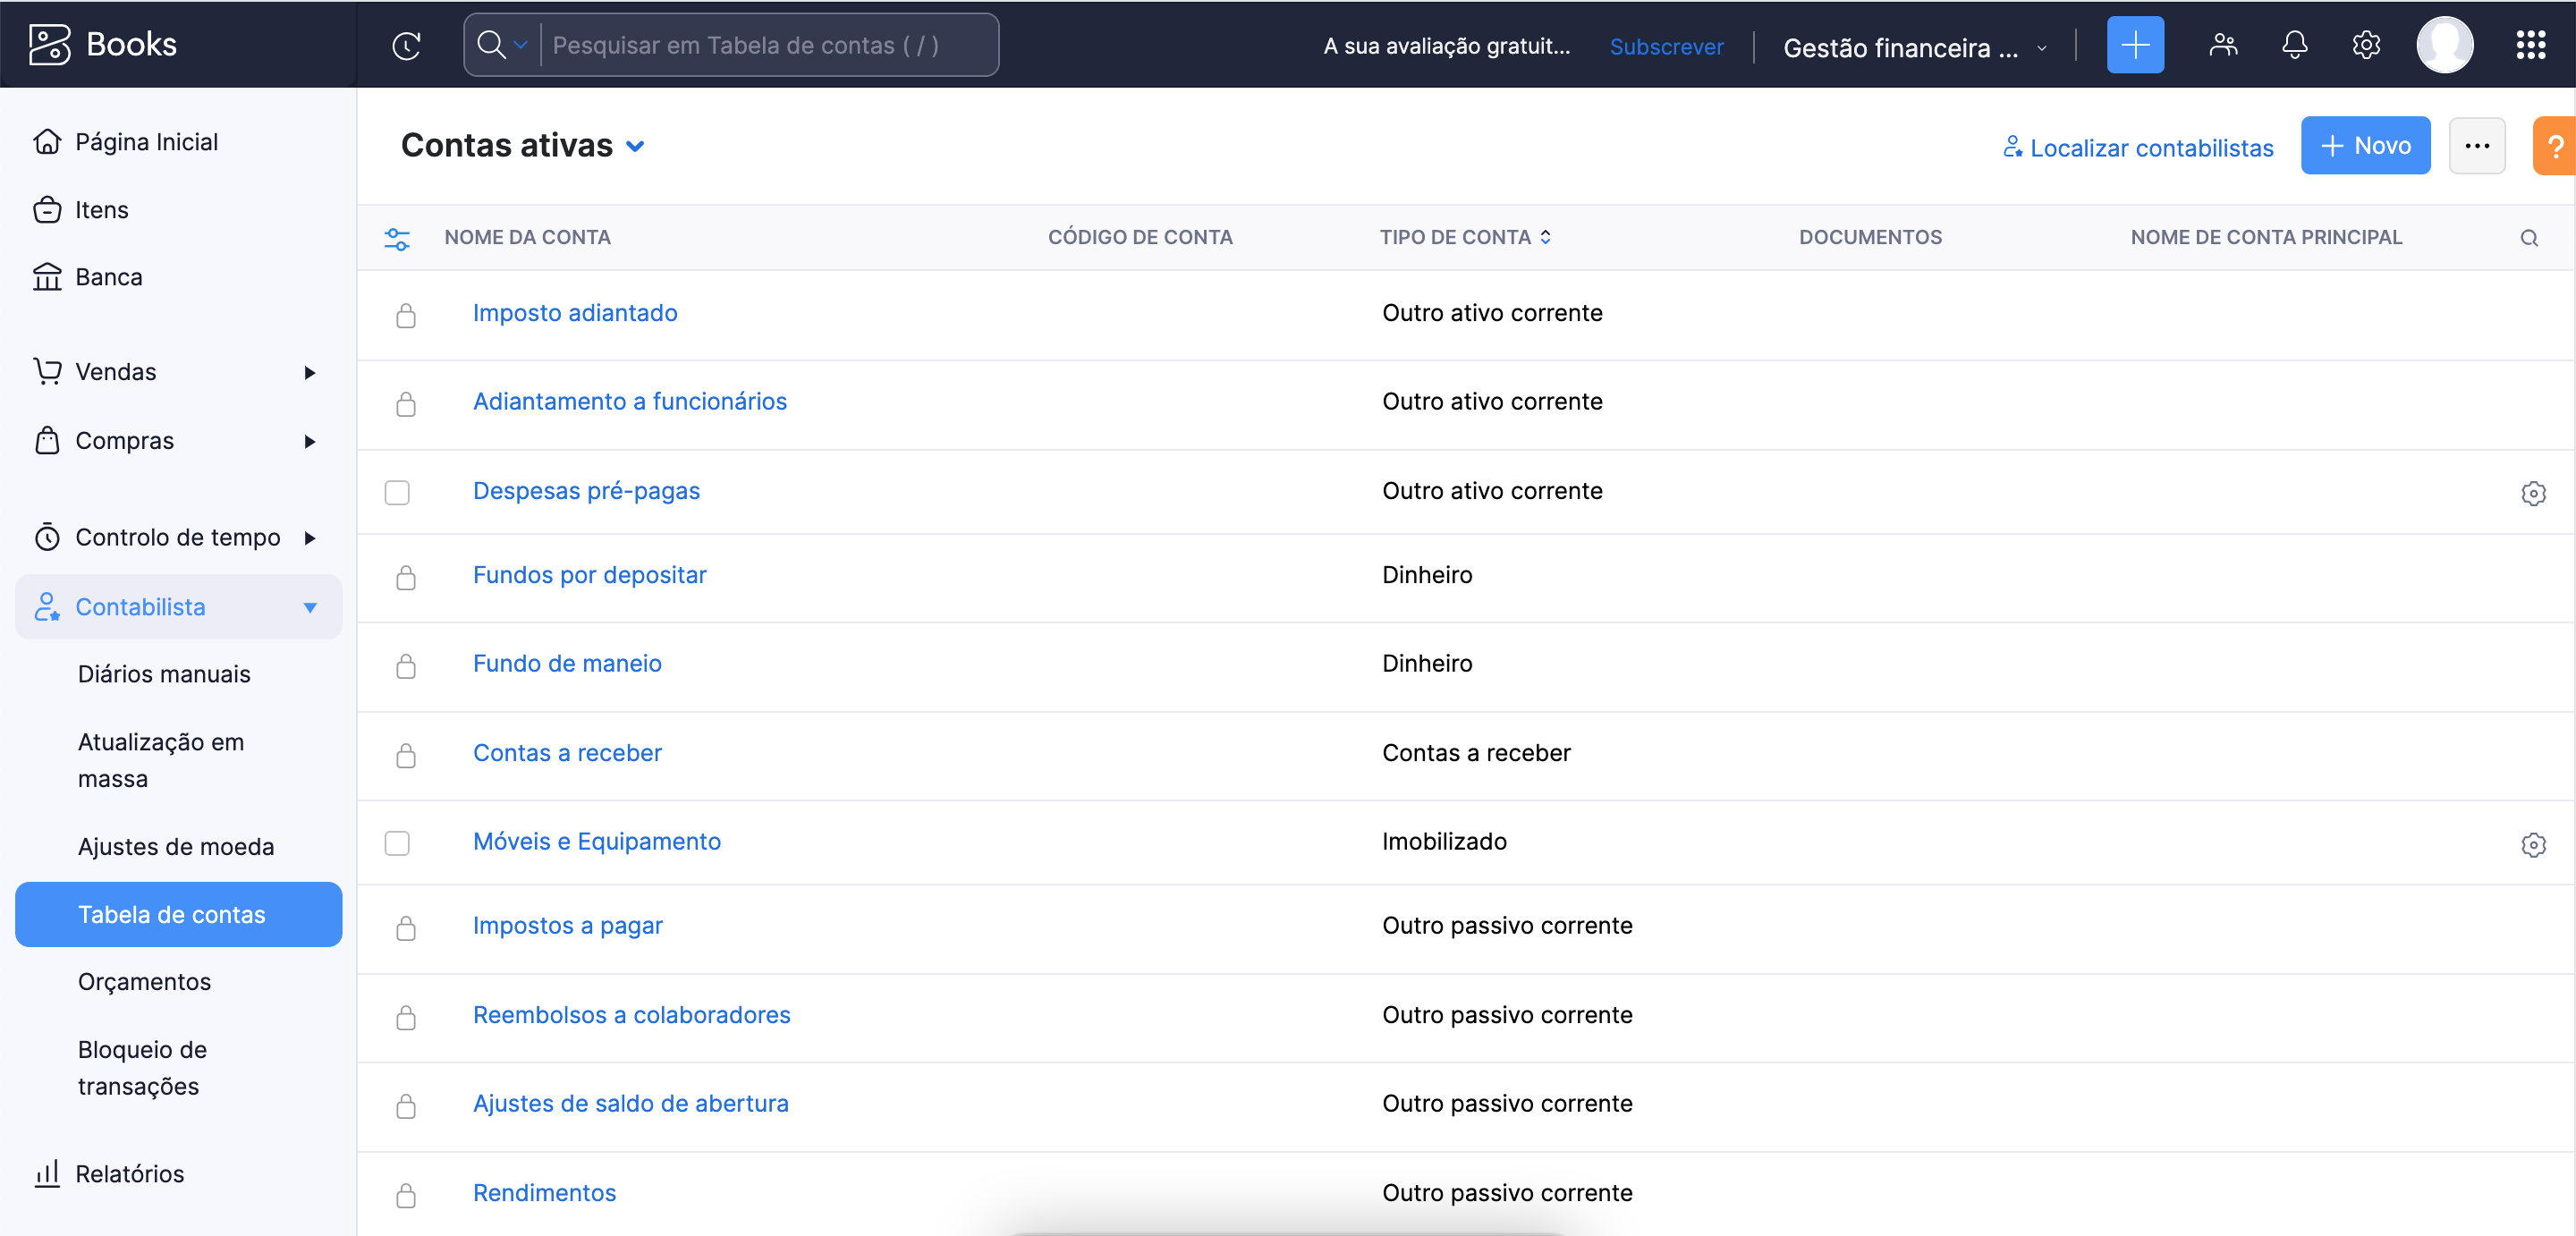 Books
Pesquisar em Tabela de contas ( / )
A sua avaliação gratuit...
Subscrever
Gestão financeira ...
Página Inicial
Itens
Banca
Vendas
Compras
Controlo de tempo
Contabilista
Diários manuais
Atualização em
massa
Ajustes de moeda
Tabela de contas
Orçamentos
Bloqueio de
transações
Relatórios
Contas ativas
Localizar contabilistas
Novo
?
NOME DA CONTA CÓDIGO DE CONTA TIPO DE CONTA DOCUMENTOS NOME DE CONTA PRINCIPAL
Imposto adiantado Outro ativo corrente
Adiantamento a funcionários Outro ativo corrente
Despesas pré-pagas Outro ativo corrente
Fundos por depositar Dinheiro
Fundo de maneio Dinheiro
Contas a receber Contas a receber
Móveis e Equipamento Imobilizado
Impostos a pagar Outro passivo corrente
Reembolsos a colaboradores Outro passivo corrente
Ajustes de saldo de abertura Outro passivo corrente
Rendimentos Outro passivo corrente